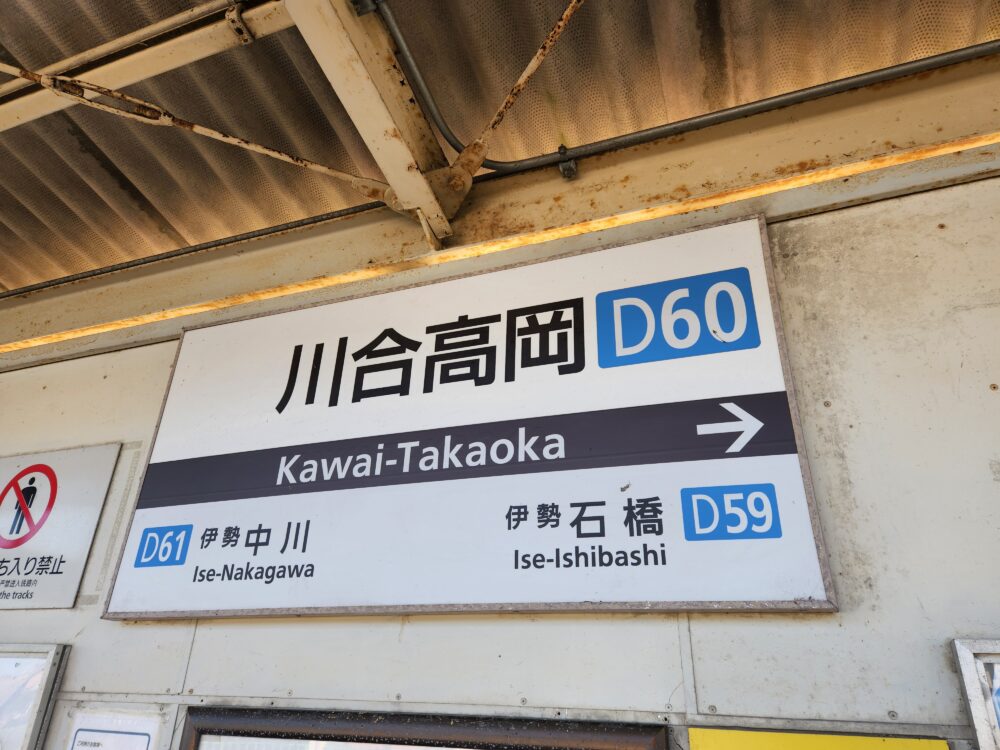 川合高岡 D60
Kawai-Takaoka →
D61 伊勢中川
Ise-Nakagawa
伊勢石橋 D59
Ise-Ishibashi
ち入り禁止
the tracks